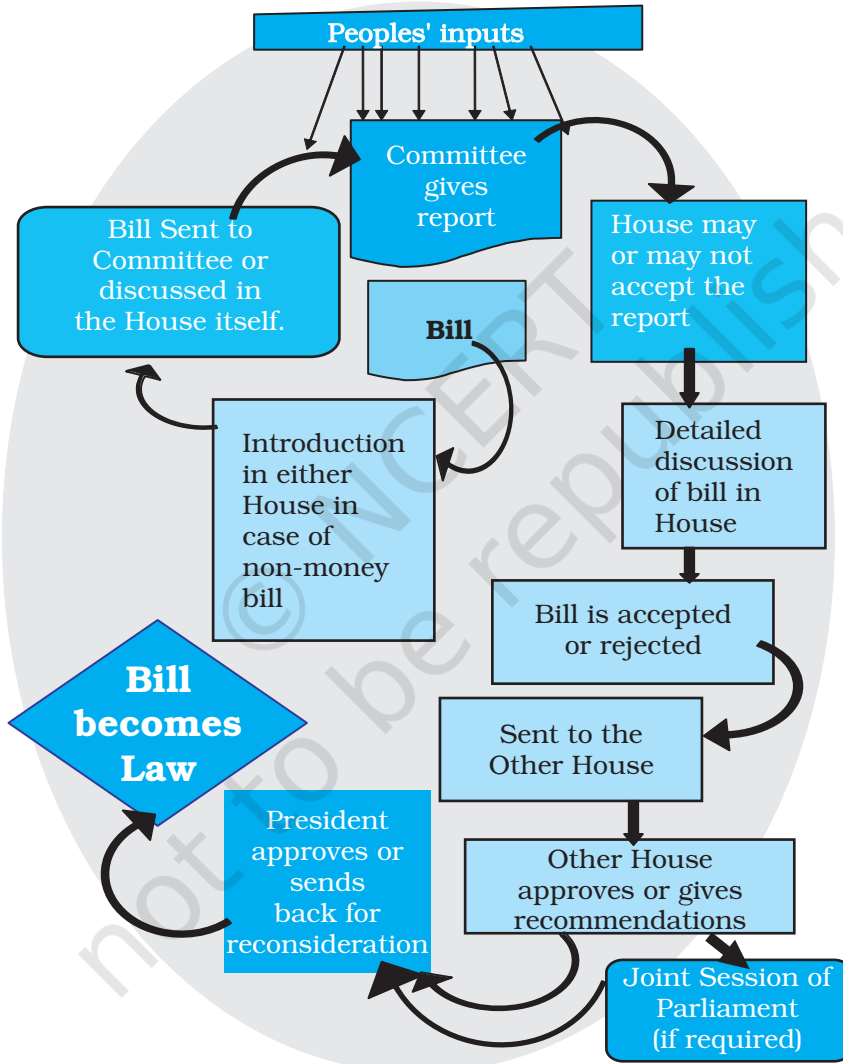 Peoples' inputs
Committee
gives
report
Bill Sent to
Committee or
discussed in
the House itself.
House may
or may not
accept the
report
Bill
Introduction
in either
House in
case of
non-money
bill
Detailed
discussion
of bill in
House
Bill is accepted
or rejected
Sent to the
Other House
Other House
approves or gives
recommendations
Joint Session of
Parliament
(if required)
President
approves or
sends
back for
reconsideration
Bill
becomes
Law
© NCERT
not to be republish